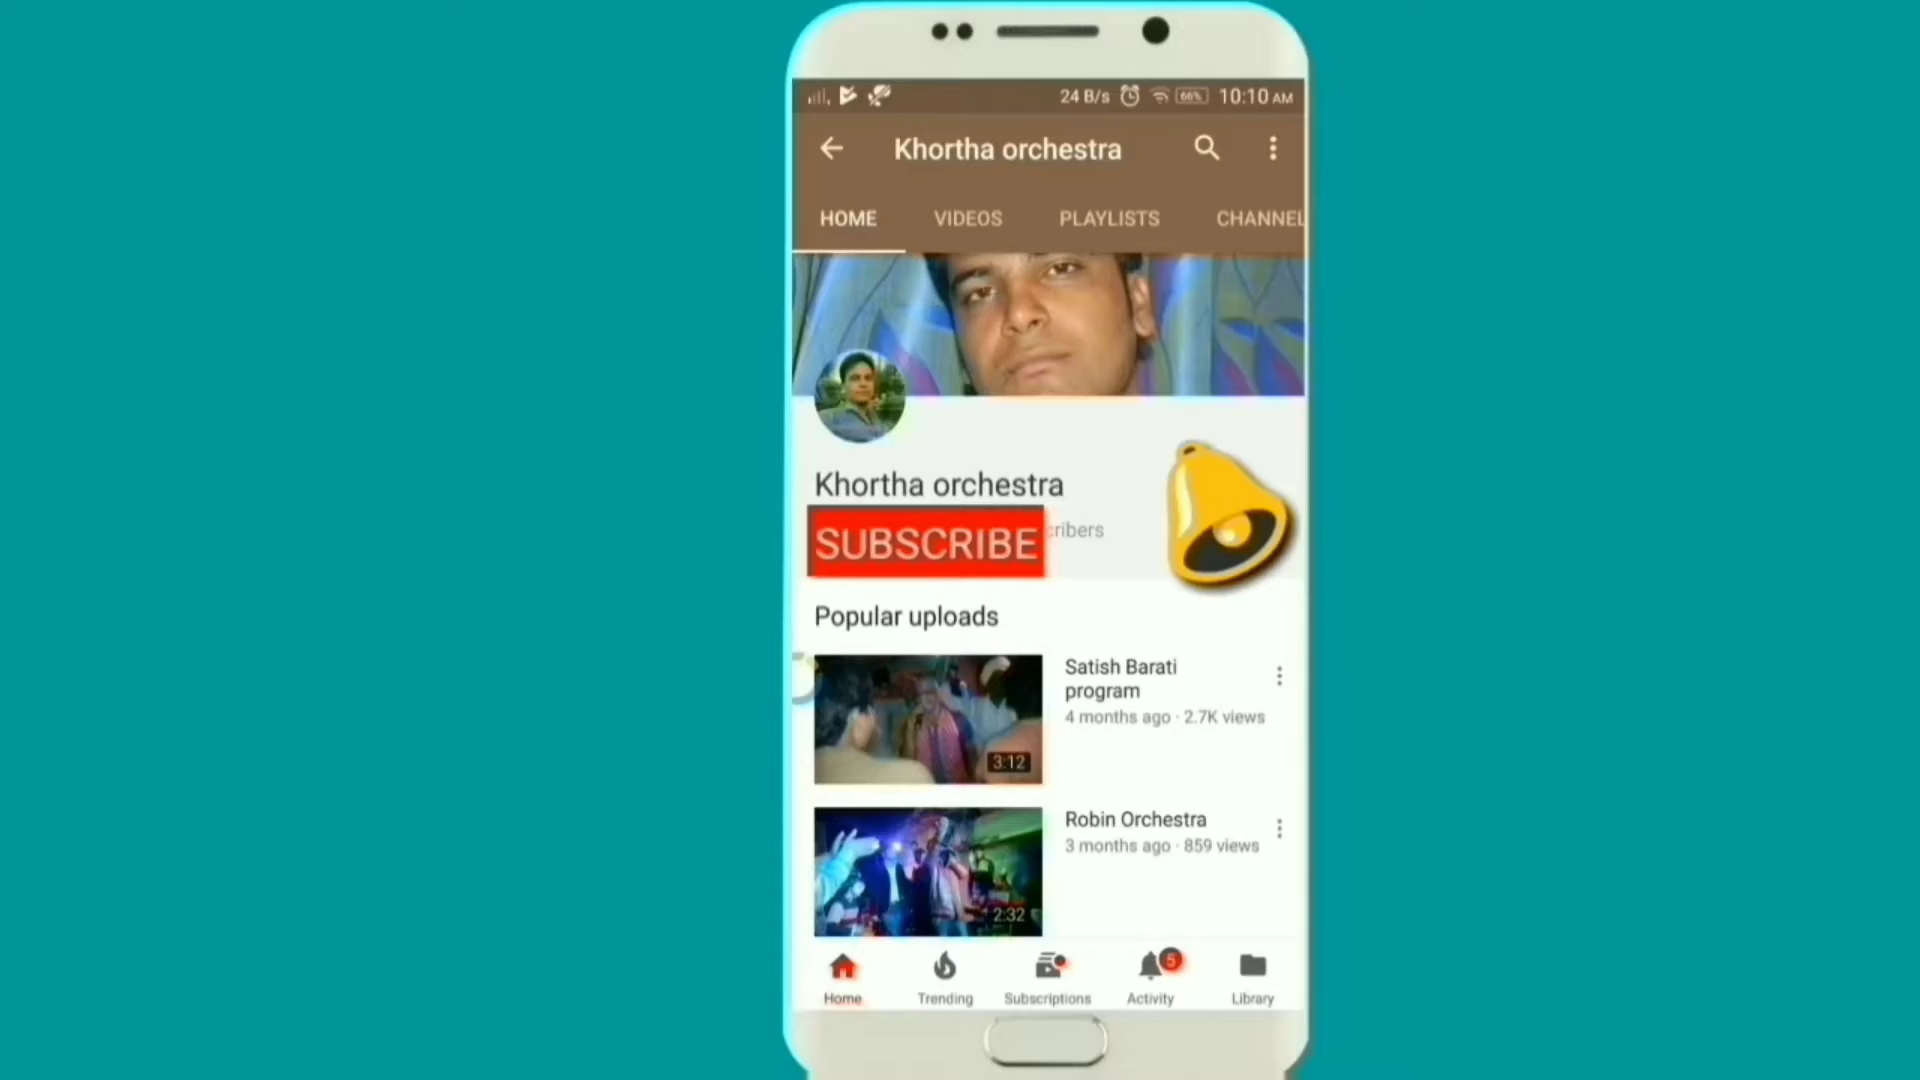 24 B/s 66% 10:10 AM
Khortha orchestra
HOME VIDEOS PLAYLISTS CHANNEL
Khortha orchestra
SUBSCRIBE cribers
Popular uploads
Satish Barati
program
4 months ago · 2.7K views
3:12
Robin Orchestra
3 months ago · 859 views
2:32
5
Home Trending Subscriptions Activity Library